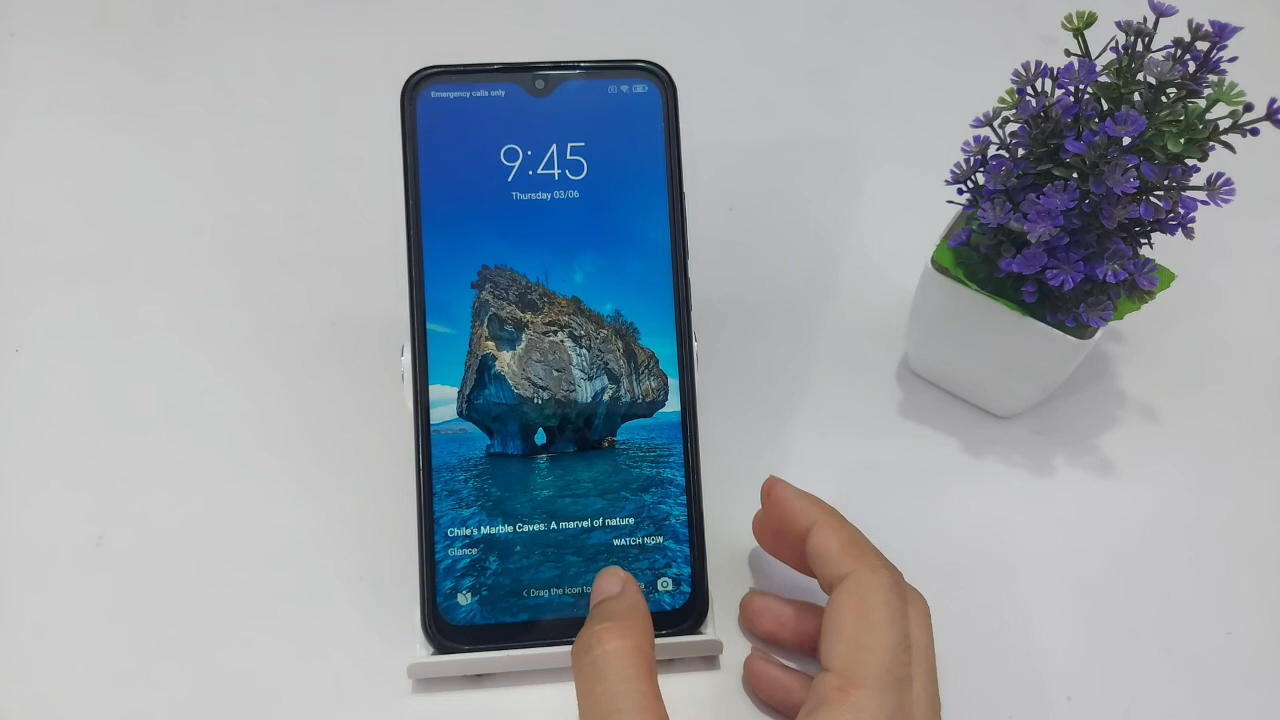 Emergency calls only
9:45
Thursday 03/06
Chile's Marble Caves: A marvel of nature
Glance
WATCH NOW
< Drag the icon to